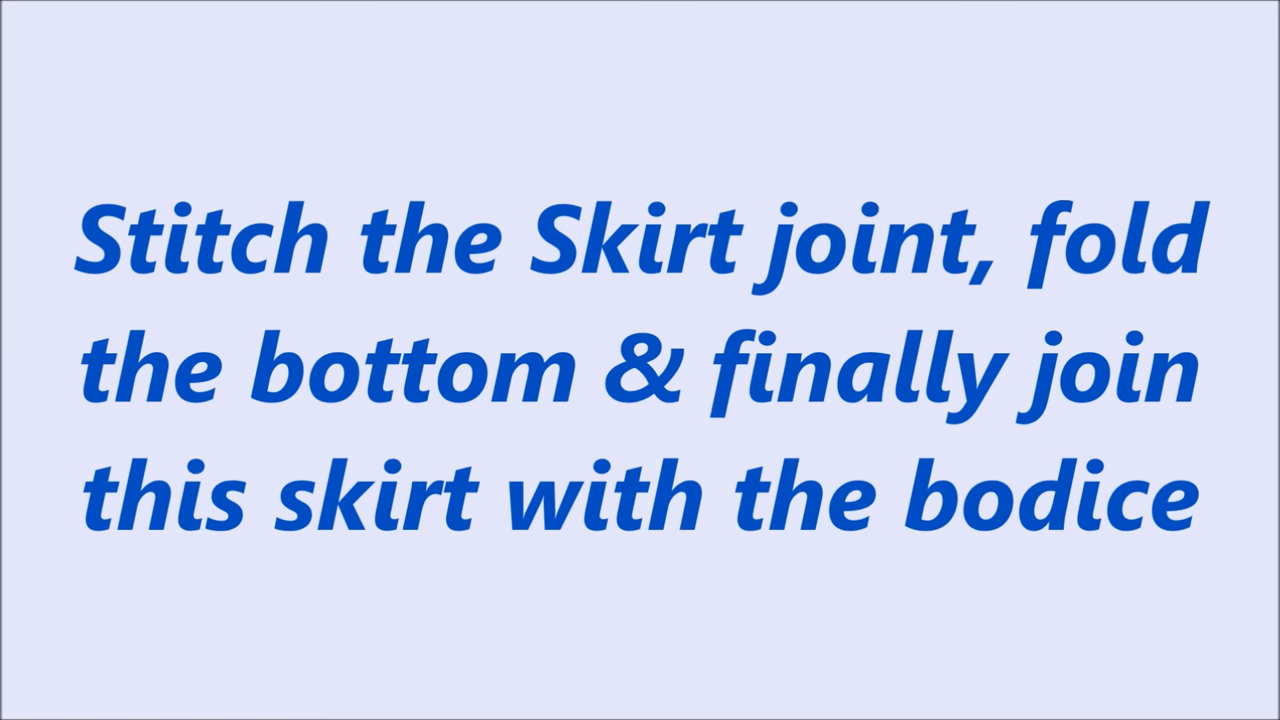 Stitch the Skirt joint, fold
the bottom & finally join
this skirt with the bodice